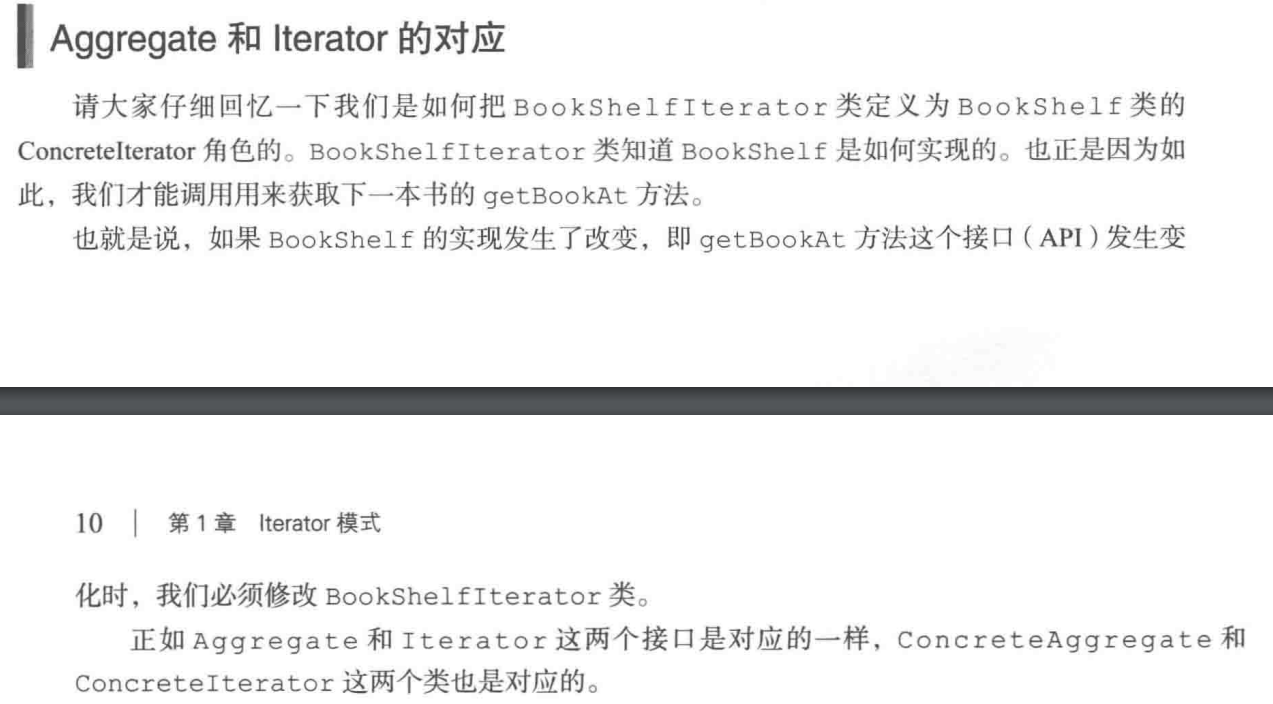 Aggregate 和 Iterator 的对应
请大家仔细回忆一下我们是如何把 BookShelfIterator 类定义为 BookShelf 类的
ConcreteIterator 角色的。BookShelfIterator 类知道 BookShelf 是如何实现的。也正是因为如
此，我们才能调用用来获取下一本书的 getBookAt 方法。
也就是说，如果 BookShelf 的实现发生了改变，即 getBookAt 方法这个接口（API）发生变
10 | 第 1 章 Iterator 模式
化时，我们必须修改 BookShelfIterator 类。
正如 Aggregate 和 Iterator 这两个接口是对应的一样，ConcreteAggregate 和
ConcreteIterator 这两个类也是对应的。